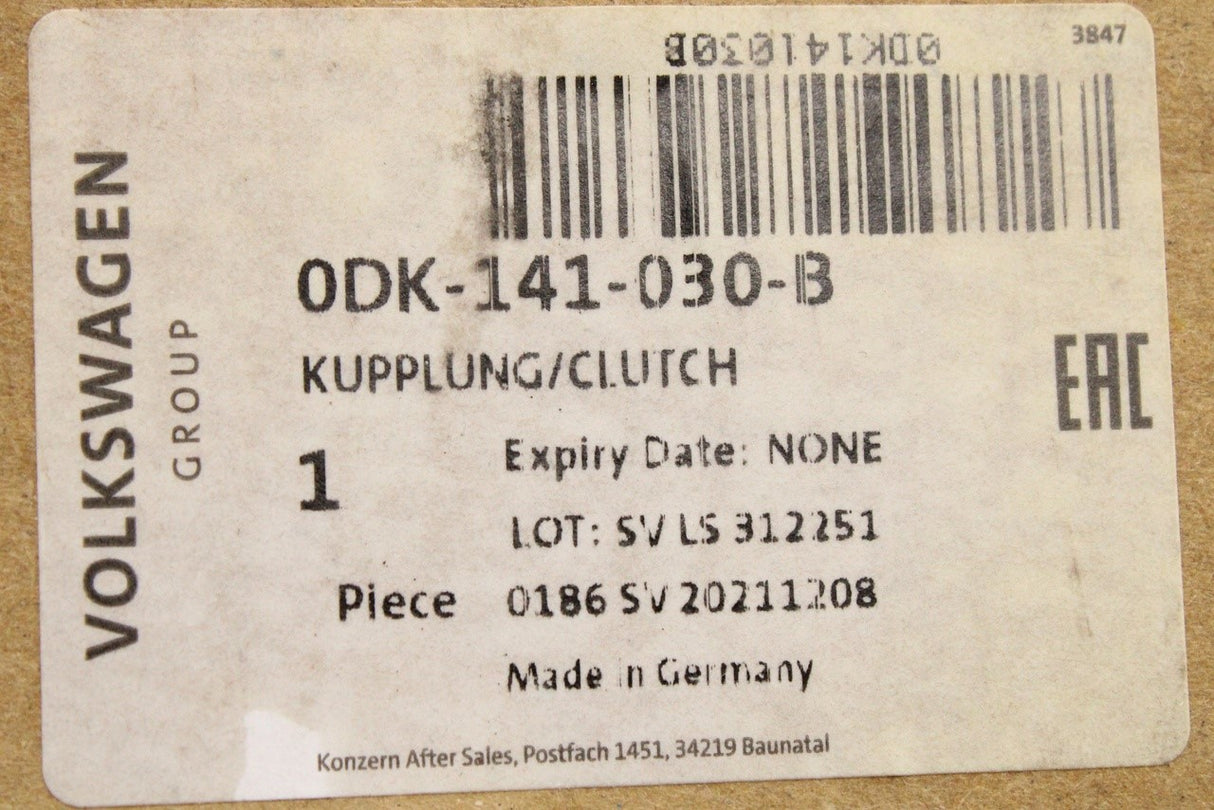 3847
0DK141030B
VOLKSWAGEN
GROUP
0DK-141-030-B
KUPPLUNG/CLUTCH
EAC
1
Expiry Date: NONE
LOT: SV LS 312251
Piece 0186 SV 20211208
Made in Germany
Konzern After Sales, Postfach 1451, 34219 Baunatal